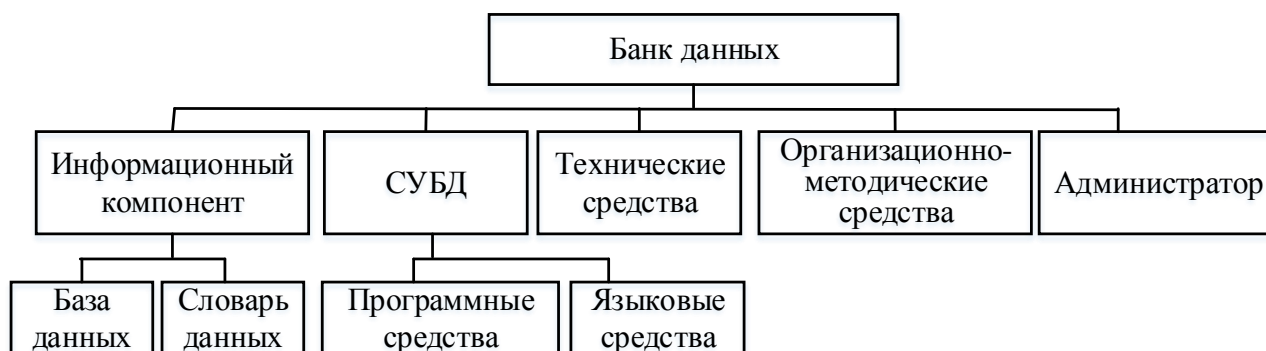 Банк данных
Информационный
компонент
СУБД
Технические
средства
Организационно-
методические
средства
Администратор
База
данных
Словарь
данных
Программные
средства
Языковые
средства